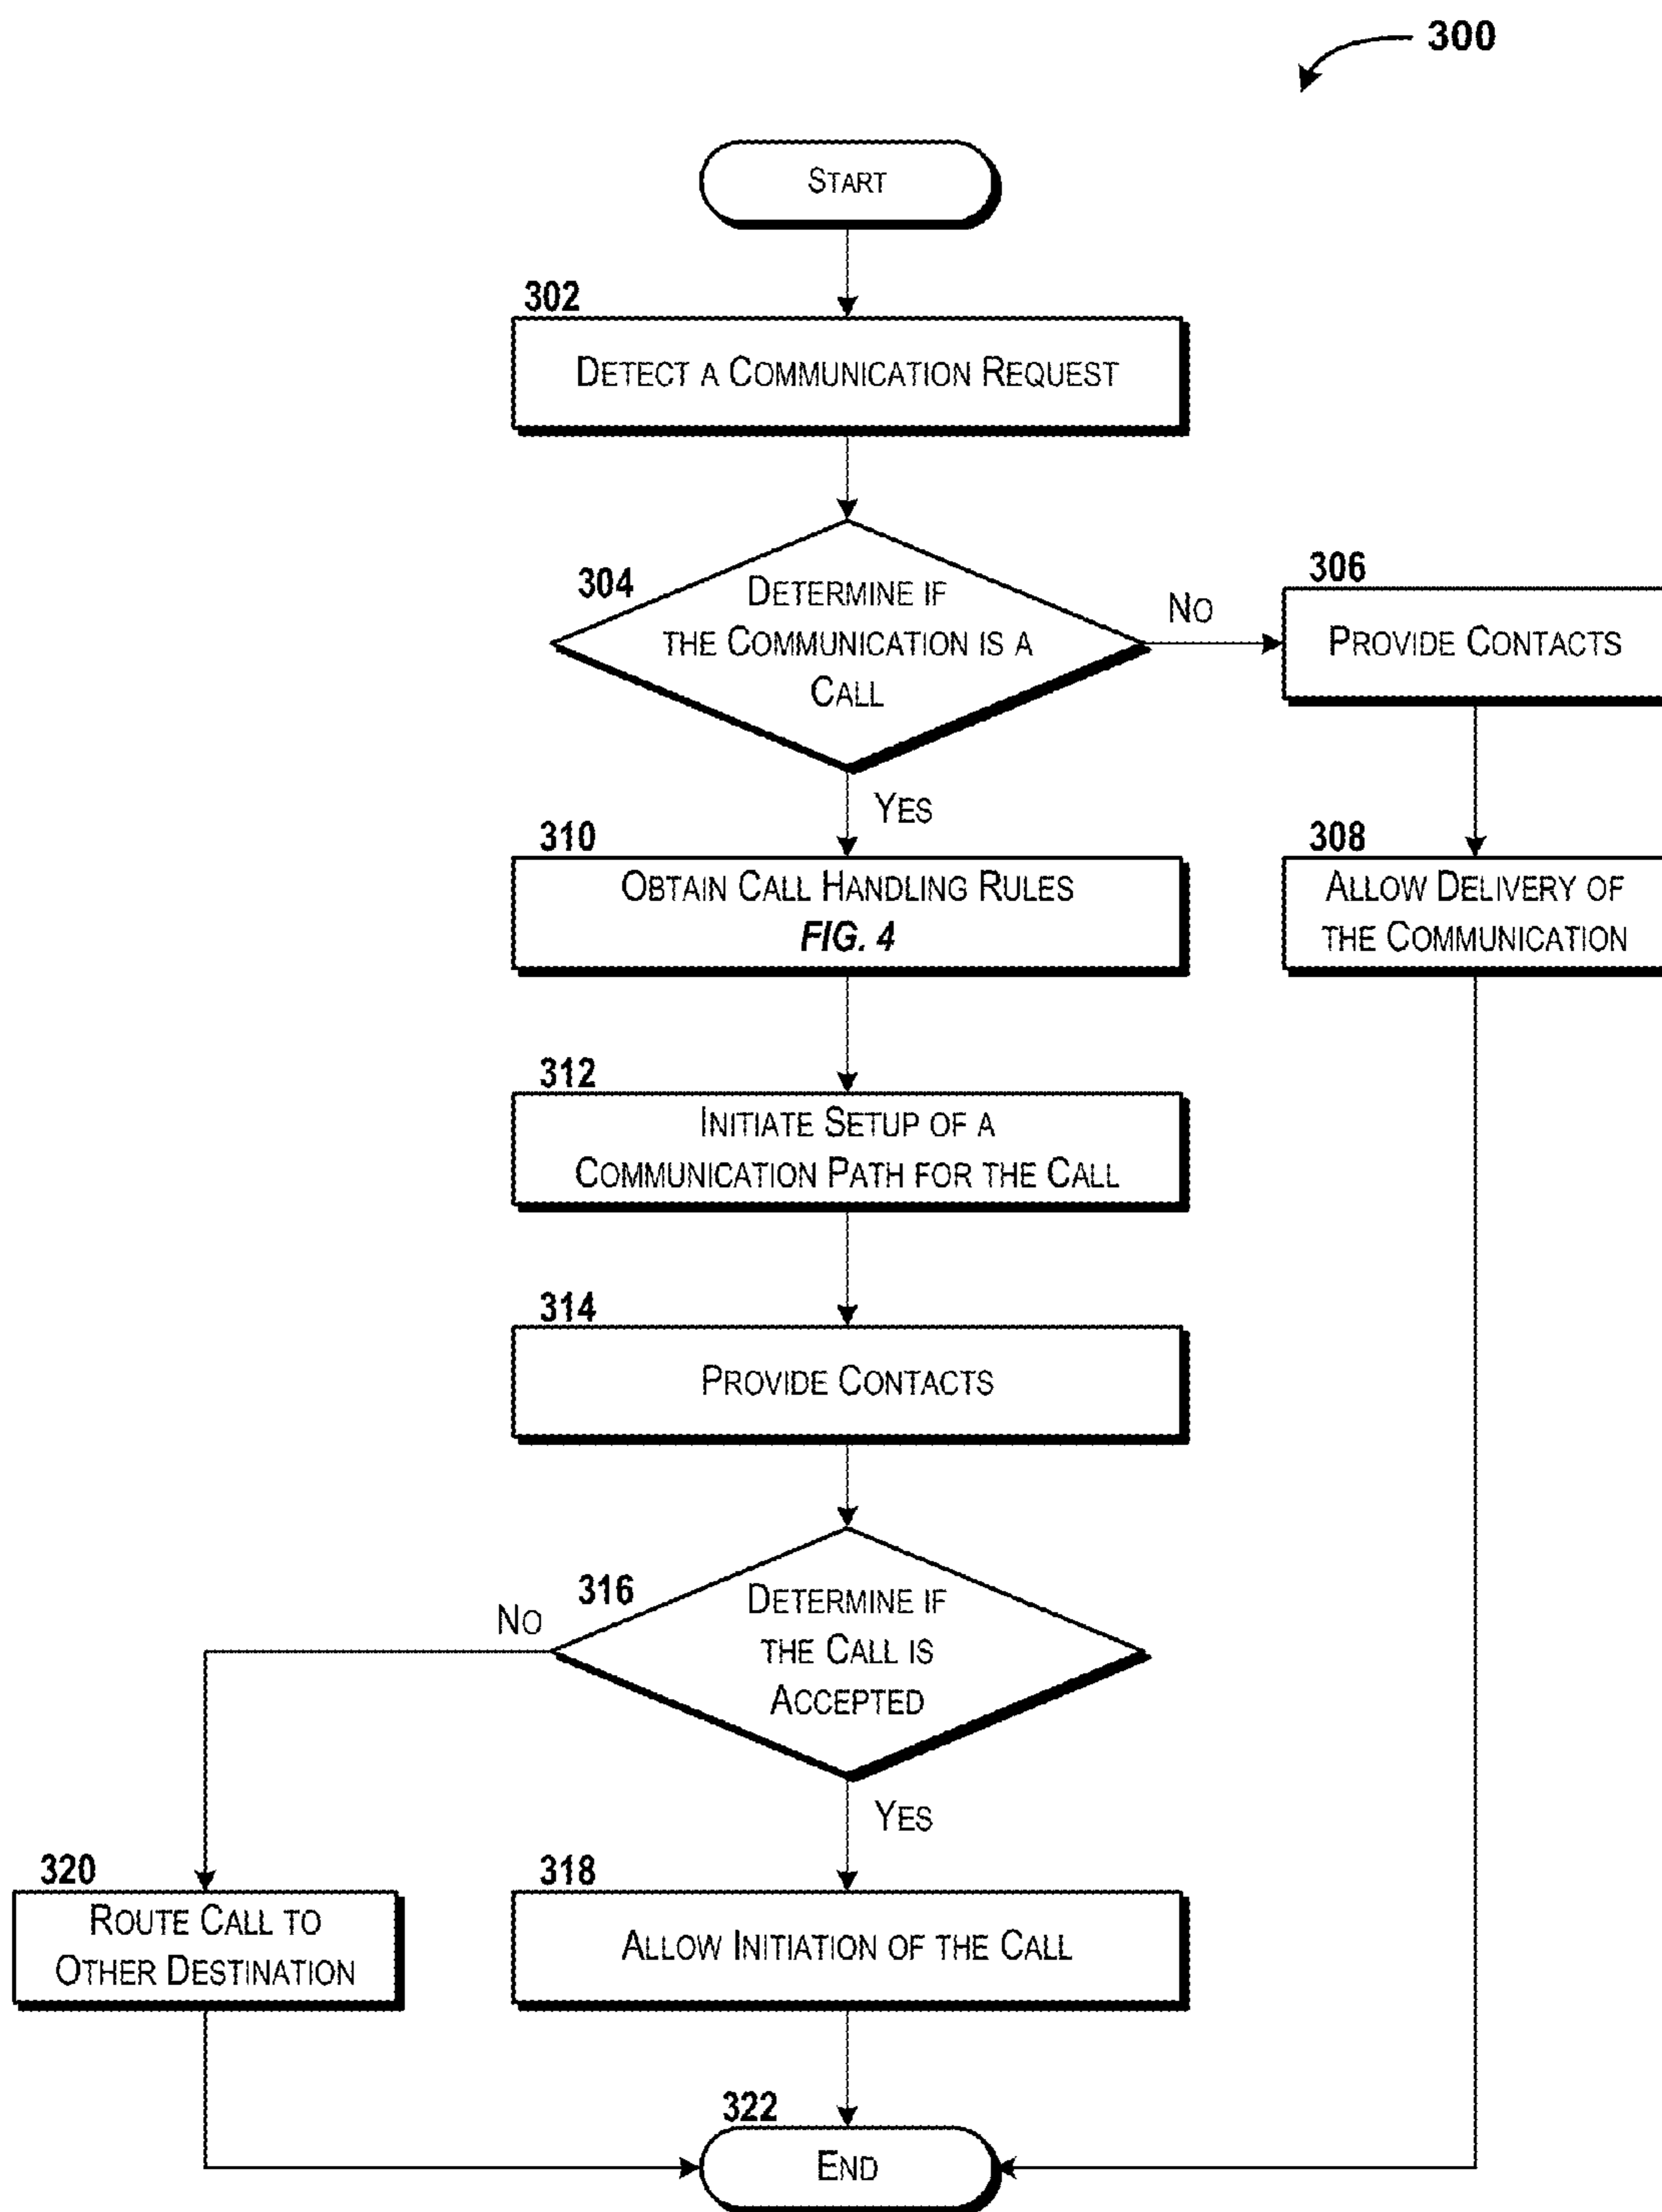 300
START
302
DETECT A COMMUNICATION REQUEST
304
DETERMINE IF
THE COMMUNICATION IS A
CALL
NO
306
PROVIDE CONTACTS
YES
308
ALLOW DELIVERY OF
THE COMMUNICATION
310
OBTAIN CALL HANDLING RULES
FIG. 4
312
INITIATE SETUP OF A
COMMUNICATION PATH FOR THE CALL
314
PROVIDE CONTACTS
316
DETERMINE IF
THE CALL IS
ACCEPTED
NO
YES
320
ROUTE CALL TO
OTHER DESTINATION
318
ALLOW INITIATION OF THE CALL
322
END